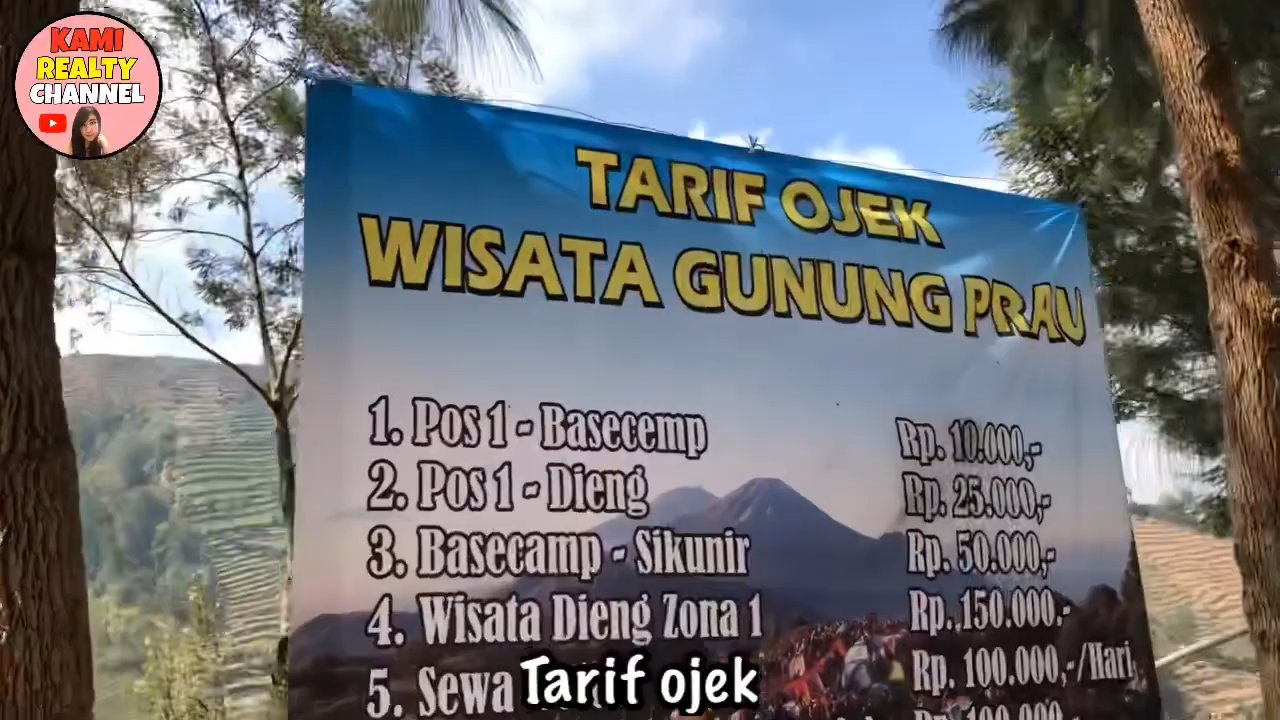 KAMI
REALTY
CHANNEL
TARIF OJEK
WISATA GUNUNG PRAU
1. Pos 1 - Basecemp Rp. 10.000,-
2. Pos 1 - Dieng Rp. 25.000,-
3. Basecamp - Sikunir Rp. 50.000,-
4. Wisata Dieng Zona 1 Rp. 150.000,-
5. Sewa Rp. 100.000,-/Hari
Tarif ojek